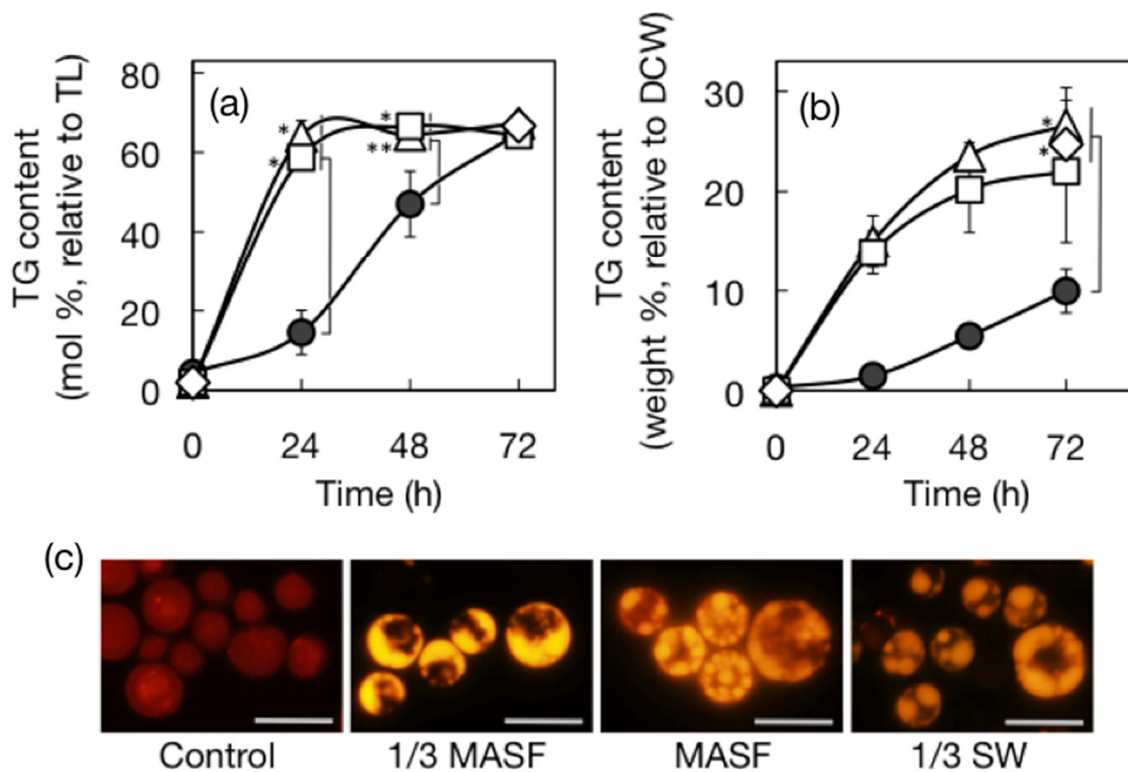 TG content
(mol %, relative to TL)
80
60
40
20
0
(a)
*
*
*
**
0 24 48 72
Time (h)
TG content
(weight %, relative to DCW)
30
20
10
0
(b)
*
*
0 24 48 72
Time (h)
(c)
Control 1/3 MASF MASF 1/3 SW